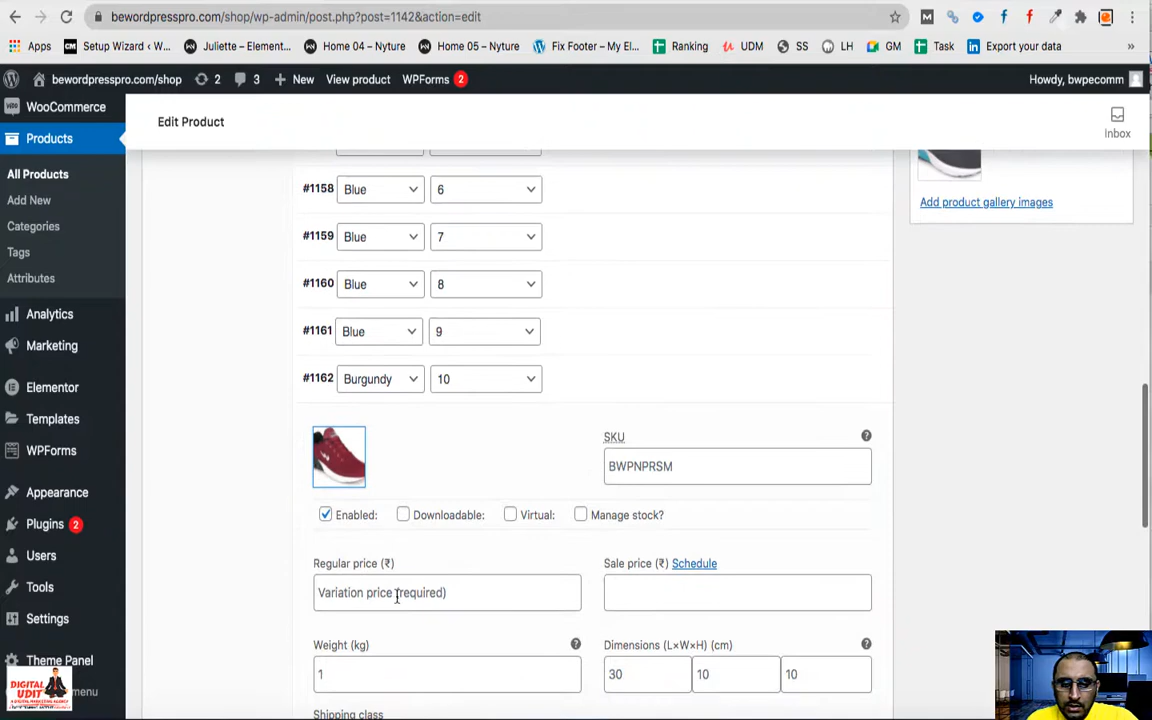 bewordpresspro.com/shop/wp-admin/post.php?post=1142&action=edit
Apps
Setup Wizard ‹ W...
Juliette – Element...
Home 04 – Nyture
Home 05 – Nyture
Fix Footer – My El...
Ranking
UDM
SS
LH
GM
Task
Export your data
»
bewordpresspro.com/shop
2
3
New
View product
WPForms 2
Howdy, bwpecomm
WooCommerce
Products
All Products
Add New
Categories
Tags
Attributes
Analytics
Marketing
Elementor
Templates
WPForms
Appearance
Plugins 2
Users
Tools
Settings
Theme Panel
menu
DIGITAL
UDIT
Edit Product
Inbox
Add product gallery images
#1158 Blue 6
#1159 Blue 7
#1160 Blue 8
#1161 Blue 9
#1162 Burgundy 10
SKU
BWPNPRSM
Enabled: Downloadable: Virtual: Manage stock?
Regular price (₹)
Variation price (required)
Sale price (₹) Schedule
Weight (kg)
1
Dimensions (L×W×H) (cm)
30 10 10
Shipping class